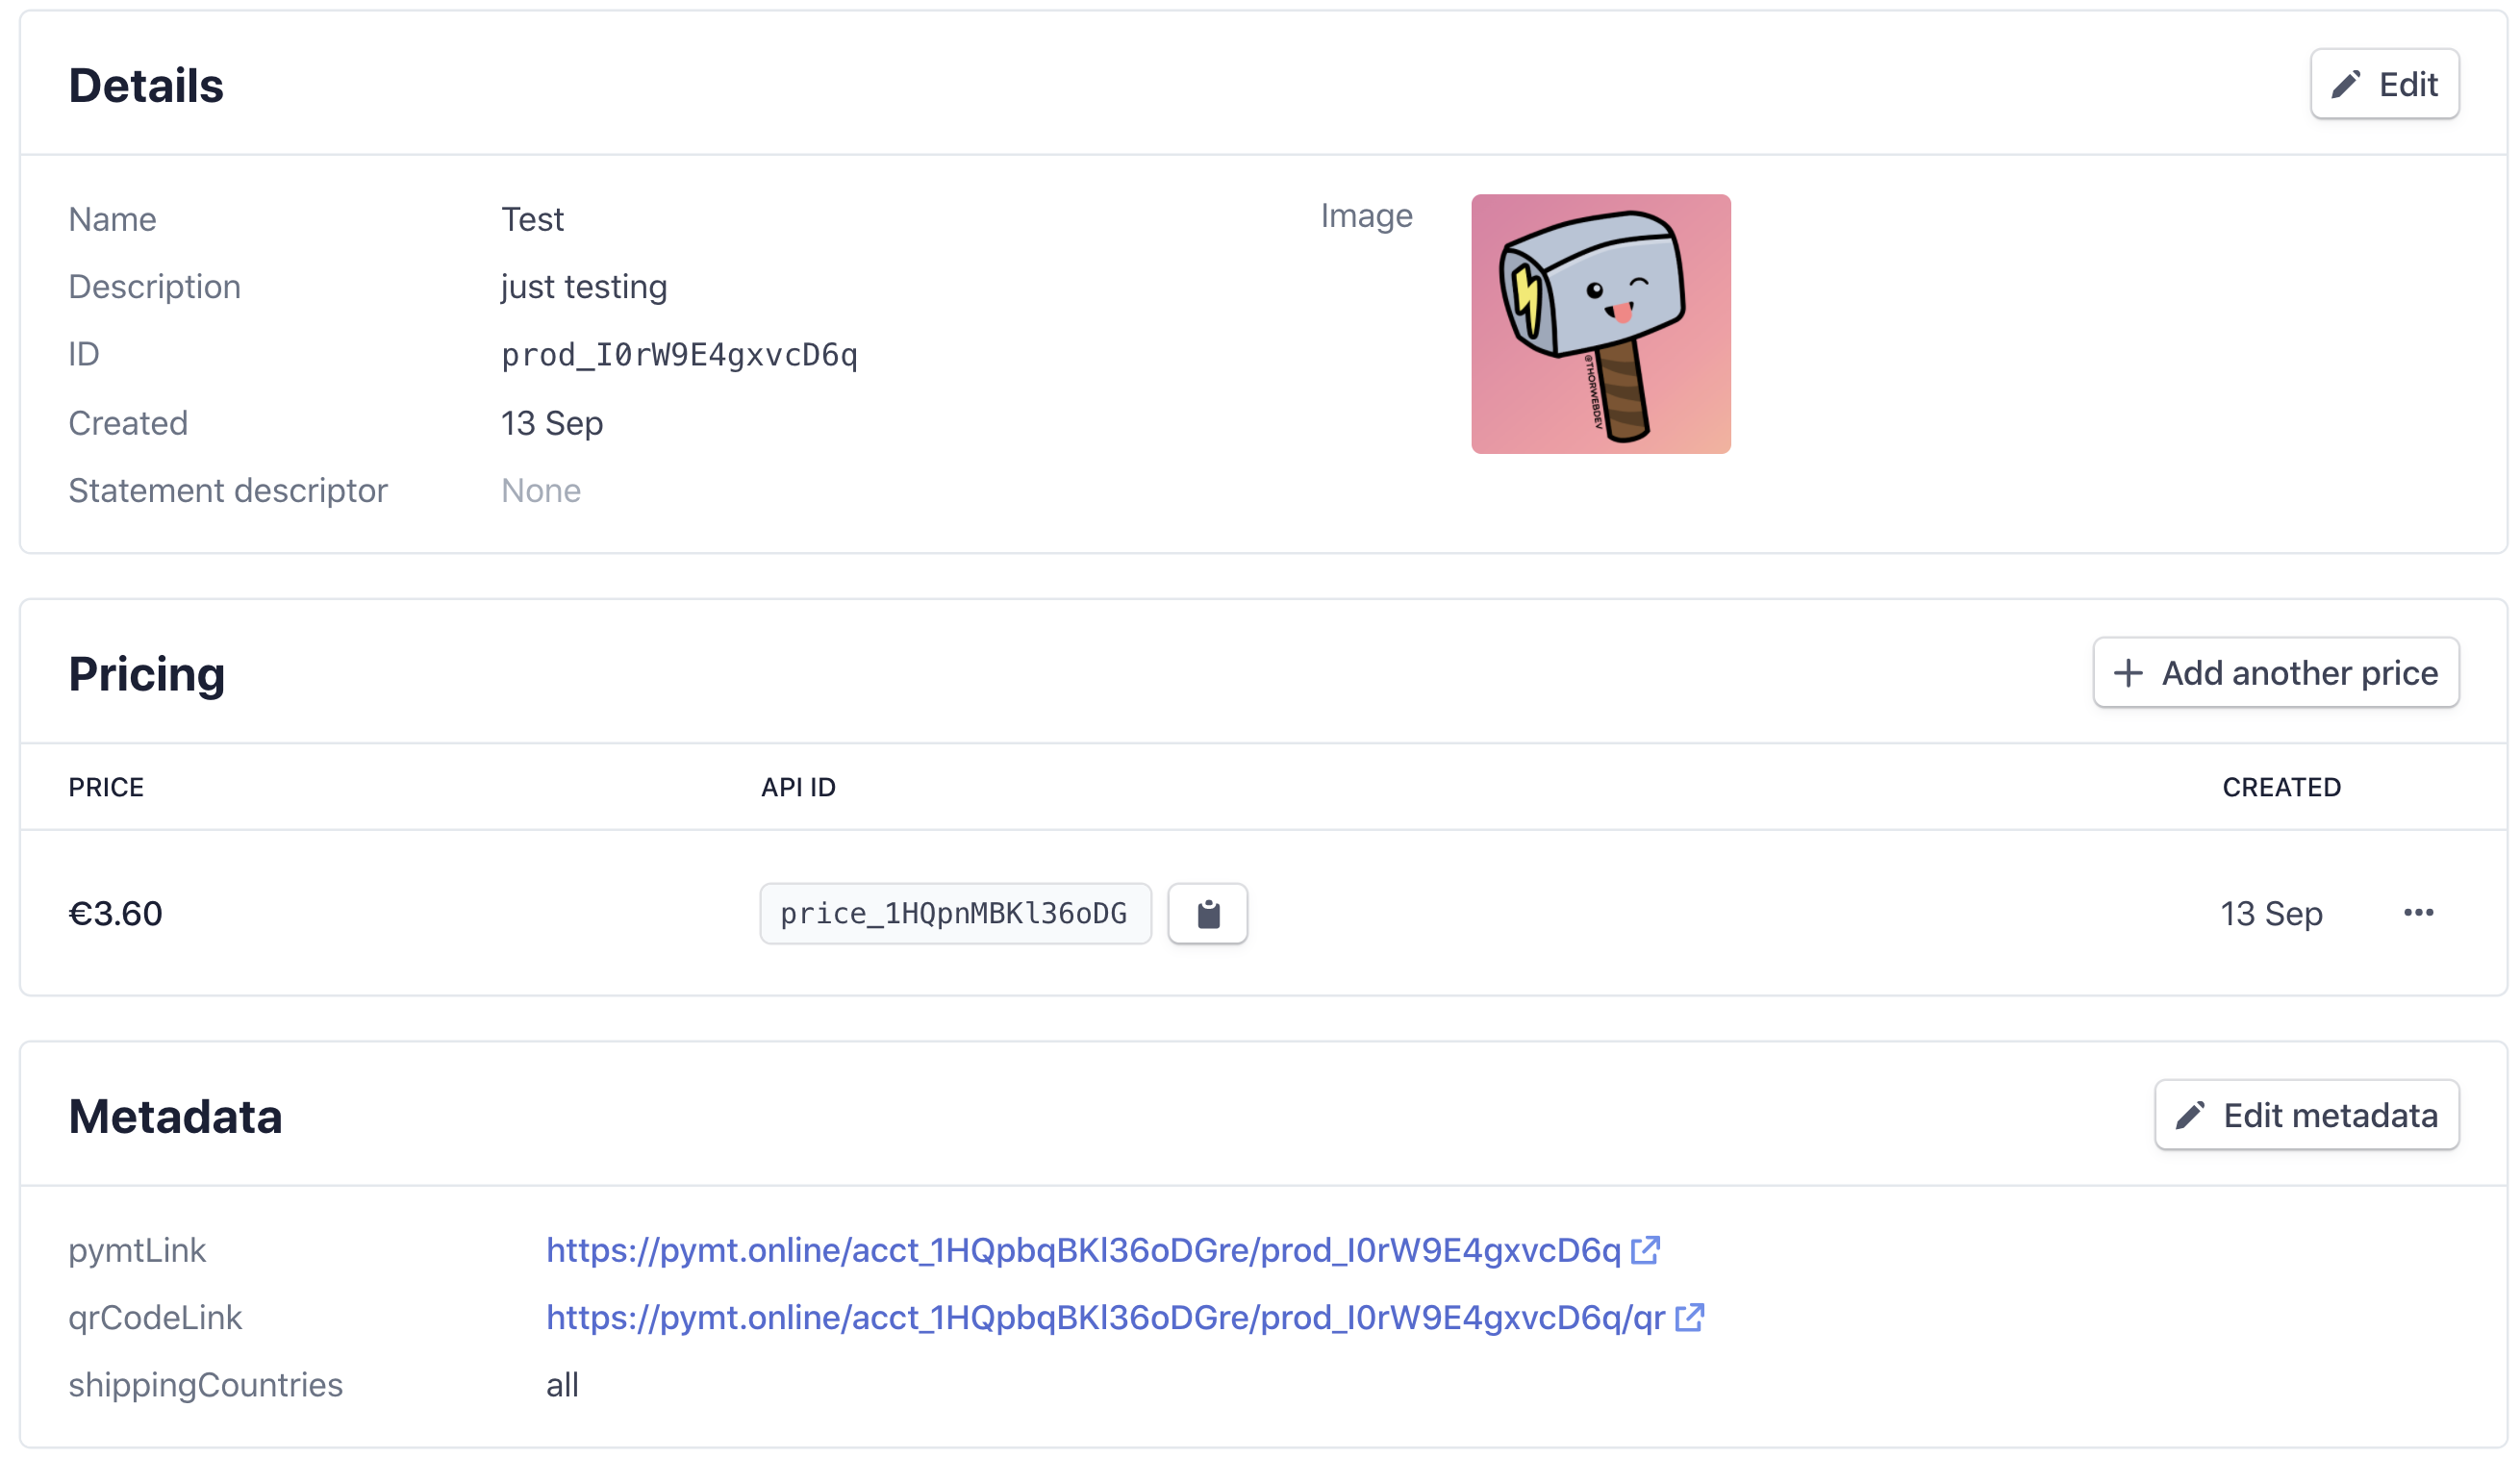 Details
Edit
Name Test
Description just testing
ID prod_I0rW9E4gxvcD6q
Created 13 Sep
Statement descriptor None
Image
@THORWEBDEV
Pricing
Add another price
PRICE API ID CREATED
€3.60 price_1HQpnMBKl36oDG 13 Sep
Metadata
Edit metadata
pymtLink https://pymt.online/acct_1HQpbqBKl36oDGre/prod_I0rW9E4gxvcD6q
qrCodeLink https://pymt.online/acct_1HQpbqBKl36oDGre/prod_I0rW9E4gxvcD6q/qr
shippingCountries all